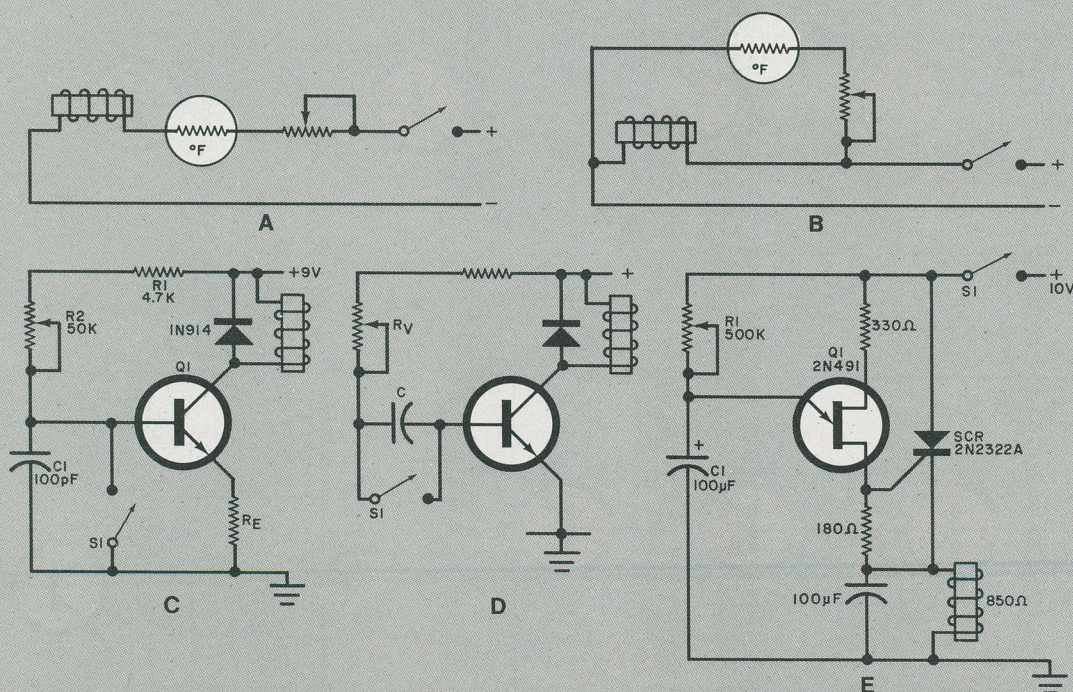 °F
+
−
A
°F
+
−
B
R1
4.7K
+9V
R2
50K
1N914
Q1
C1
100pF
S1
RE
C
+
RV
C
S1
D
S1
+
10V
R1
500K
330Ω
Q1
2N491
SCR
2N2322A
+
C1
100μF
180Ω
100μF
850Ω
E